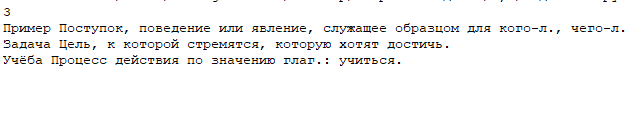 3
Пример Поступок, поведение или явление, служащее образцом для кого-л., чего-л.
Задача Цель, к которой стремятся, которую хотят достичь.
Учёба Процесс действия по значению глаг.: учиться.